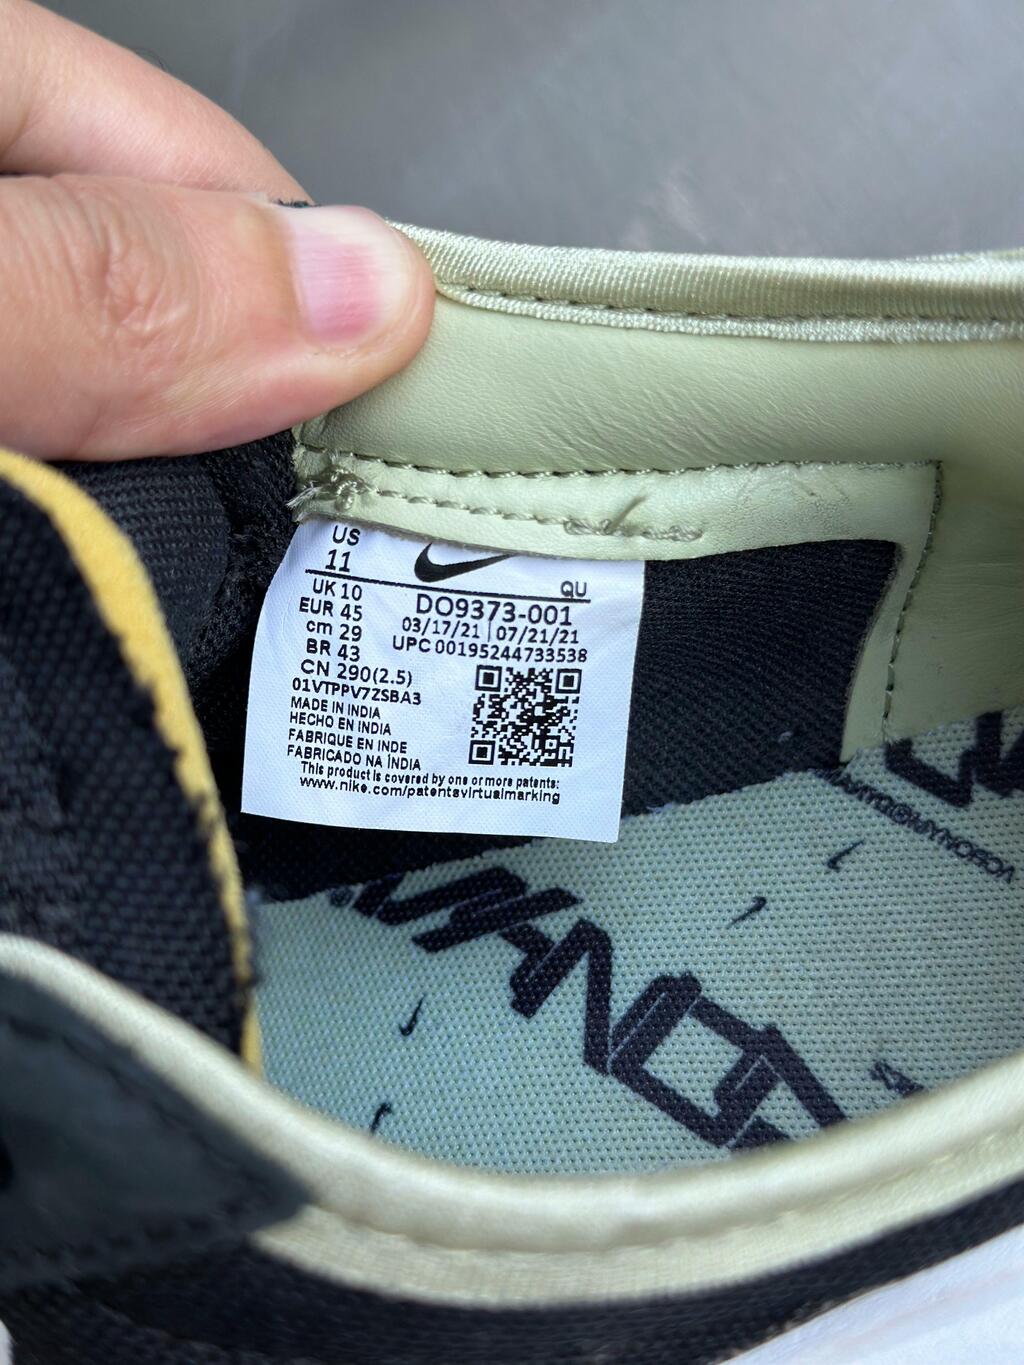 US
11
UK 10
EUR 45
cm 29
BR 43
CN 290(2.5)
01VTPPV7ZSBA3
MADE IN INDIA
HECHO EN INDIA
FABRIQUE EN INDE
FABRICADO NA ÍNDIA
QU
DO9373-001
03/17/21 07/21/21
UPC 00195244733538
This product is covered by one or more patents:
www.nike.com/patentsvirtualmarking